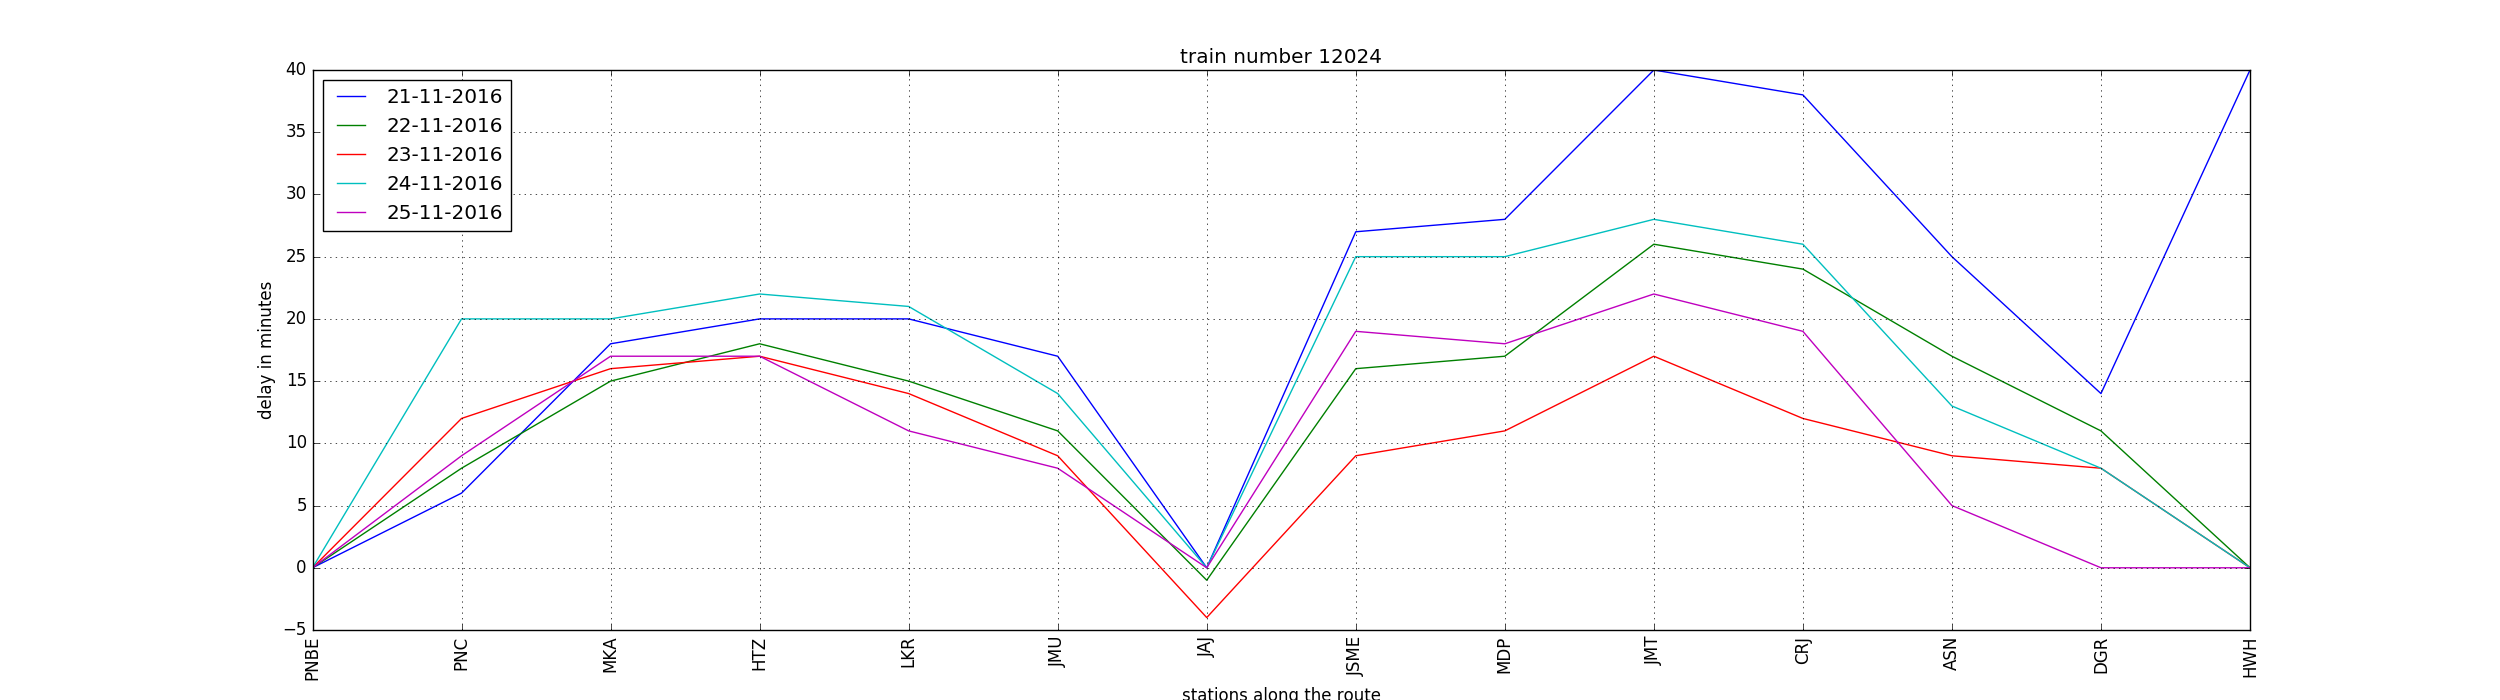 train number 12024
40
35
30
25
20
15
10
5
0
−5
delay in minutes
21-11-2016
22-11-2016
23-11-2016
24-11-2016
25-11-2016
PNBE
PNC
MKA
HTZ
LKR
JMU
JAJ
JSME
MDP
JMT
CRJ
ASN
DGR
HWH
stations along the route